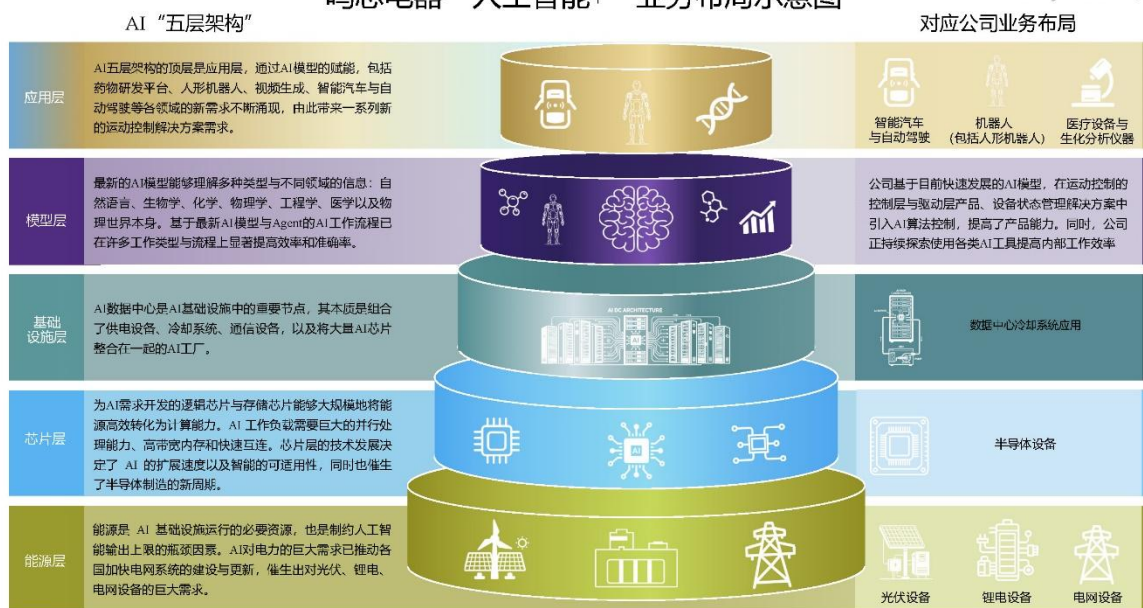 鸣志电器“人工智能+”业务布局示意图
AI“五层架构”
对应公司业务布局
应用层
AI五层架构的顶层是应用层，通过AI模型的赋能，包括
药物研发平台、人形机器人、视频生成、智能汽车与自
动驾驶等各领域的新需求不断涌现，由此带来一系列新
的运动控制解决方案需求。
智能汽车
与自动驾驶
机器人
(包括人形机器人)
医疗设备与
生化分析仪器
模型层
最新的AI模型能够理解多种类型与不同领域的信息：自
然语言、生物学、化学、物理学、工程学、医学以及物
理世界本身。基于最新AI模型与Agent的AI工作流程已
在许多工作类型与流程上显著提高效率和准确率。
公司基于目前快速发展的AI模型，在运动控制的
控制层与驱动层产品、设备状态管理解决方案中
引入AI算法控制，提高了产品能力。同时，公司
正持续探索使用各类AI工具提高内部工作效率
基础
设施层
AI数据中心是AI基础设施中的重要节点，其本质是组合
了供电设备、冷却系统、通信设备，以及将大量AI芯片
整合在一起的AI工厂。
AI DC ARCHITECTURE
AI
数据中心冷却系统应用
芯片层
为AI需求开发的逻辑芯片与存储芯片能够大规模地将能
源高效转化为计算能力。AI 工作负载需要巨大的并行处
理能力、高带宽内存和快速互连。芯片层的技术发展决
定了 AI 的扩展速度以及智能的可适用性，同时也催生
了半导体制造的新周期。
AI
半导体设备
能源层
能源是 AI 基础设施运行的必要资源，也是制约人工智
能输出上限的瓶颈因素。AI对电力的巨大需求已推动各
国加快电网系统的建设与更新，催生出对光伏、锂电、
电网设备的巨大需求。
光伏设备
锂电设备
电网设备